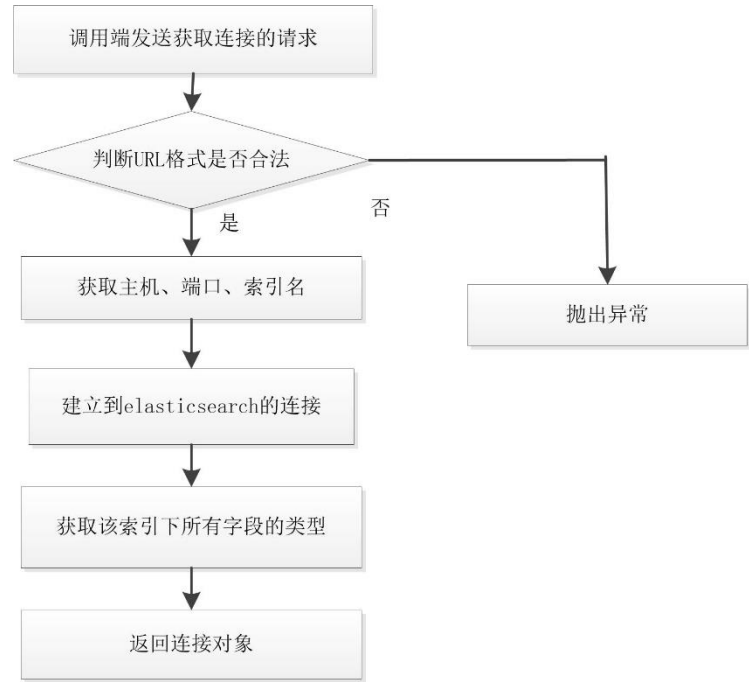 调用端发送获取连接的请求
判断URL格式是否合法
是
否
获取主机、端口、索引名
抛出异常
建立到elasticsearch的连接
获取该索引下所有字段的类型
返回连接对象